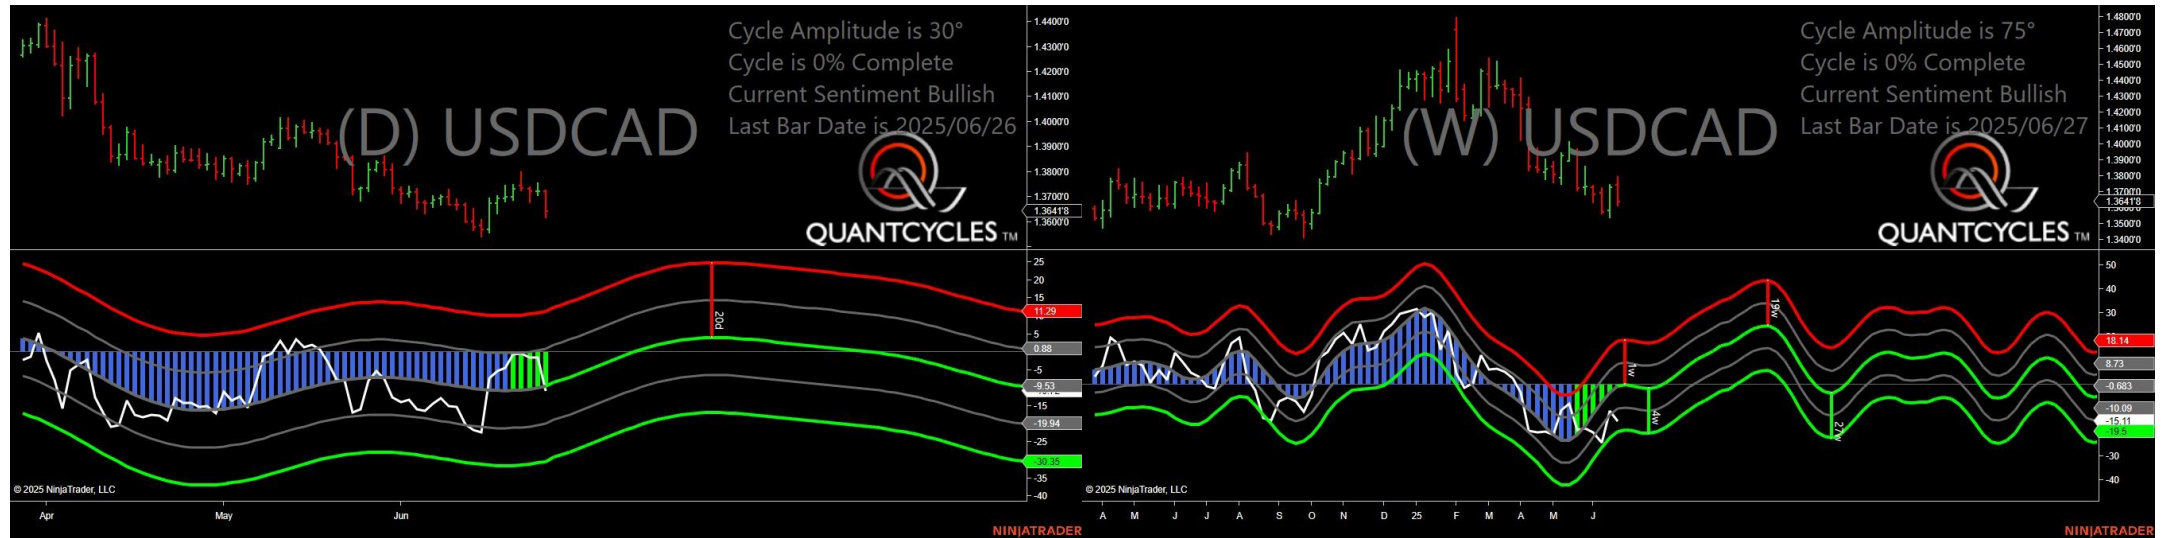 Cycle Amplitude is 30°
Cycle is 0% Complete
Current Sentiment Bullish
Last Bar Date is 2025/06/26
(D) USDCAD
QUANTCYCLES TM
1.4400'0
1.4300'0
1.4200'0
1.4100'0
1.4000'0
1.3900'0
1.3800'0
1.3700'0
1.3641'8
1.3600'0
25
20
15
11.29
5
0.88
-5
-9.53
-15
-19.94
-25
-30.35
-35
-40
20d
© 2025 NinjaTrader, LLC
Apr May Jun
NINJATRADER
Cycle Amplitude is 75°
Cycle is 0% Complete
Current Sentiment Bullish
Last Bar Date is 2025/06/27
(W) USDCAD
QUANTCYCLES TM
1.4800'0
1.4700'0
1.4600'0
1.4500'0
1.4400'0
1.4300'0
1.4200'0
1.4100'0
1.4000'0
1.3900'0
1.3800'0
1.3700'0
1.3641'8
1.3500'0
1.3400'0
50
40
30
18.14
8.73
-0.683
-10.09
-15.11
-19.5
-30
-40
1w
4w
19w
27w
© 2025 NinjaTrader, LLC
A M J J A S O N D 25 F M A M J
NINJATRADER